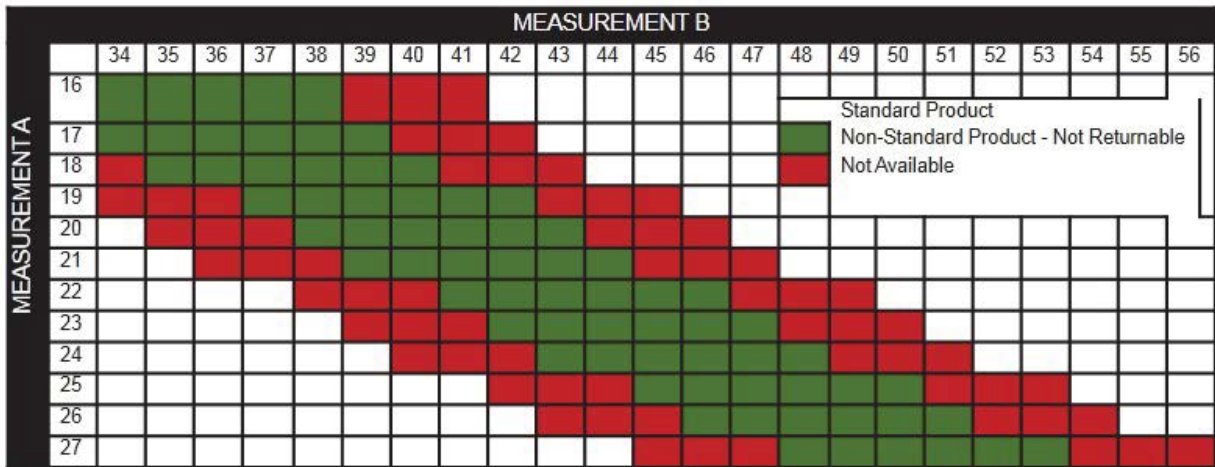 MEASUREMENT B
34 35 36 37 38 39 40 41 42 43 44 45 46 47 48 49 50 51 52 53 54 55 56
MEASUREMENT A
16
Standard Product
17
Non-Standard Product - Not Returnable
18
Not Available
19
20
21
22
23
24
25
26
27